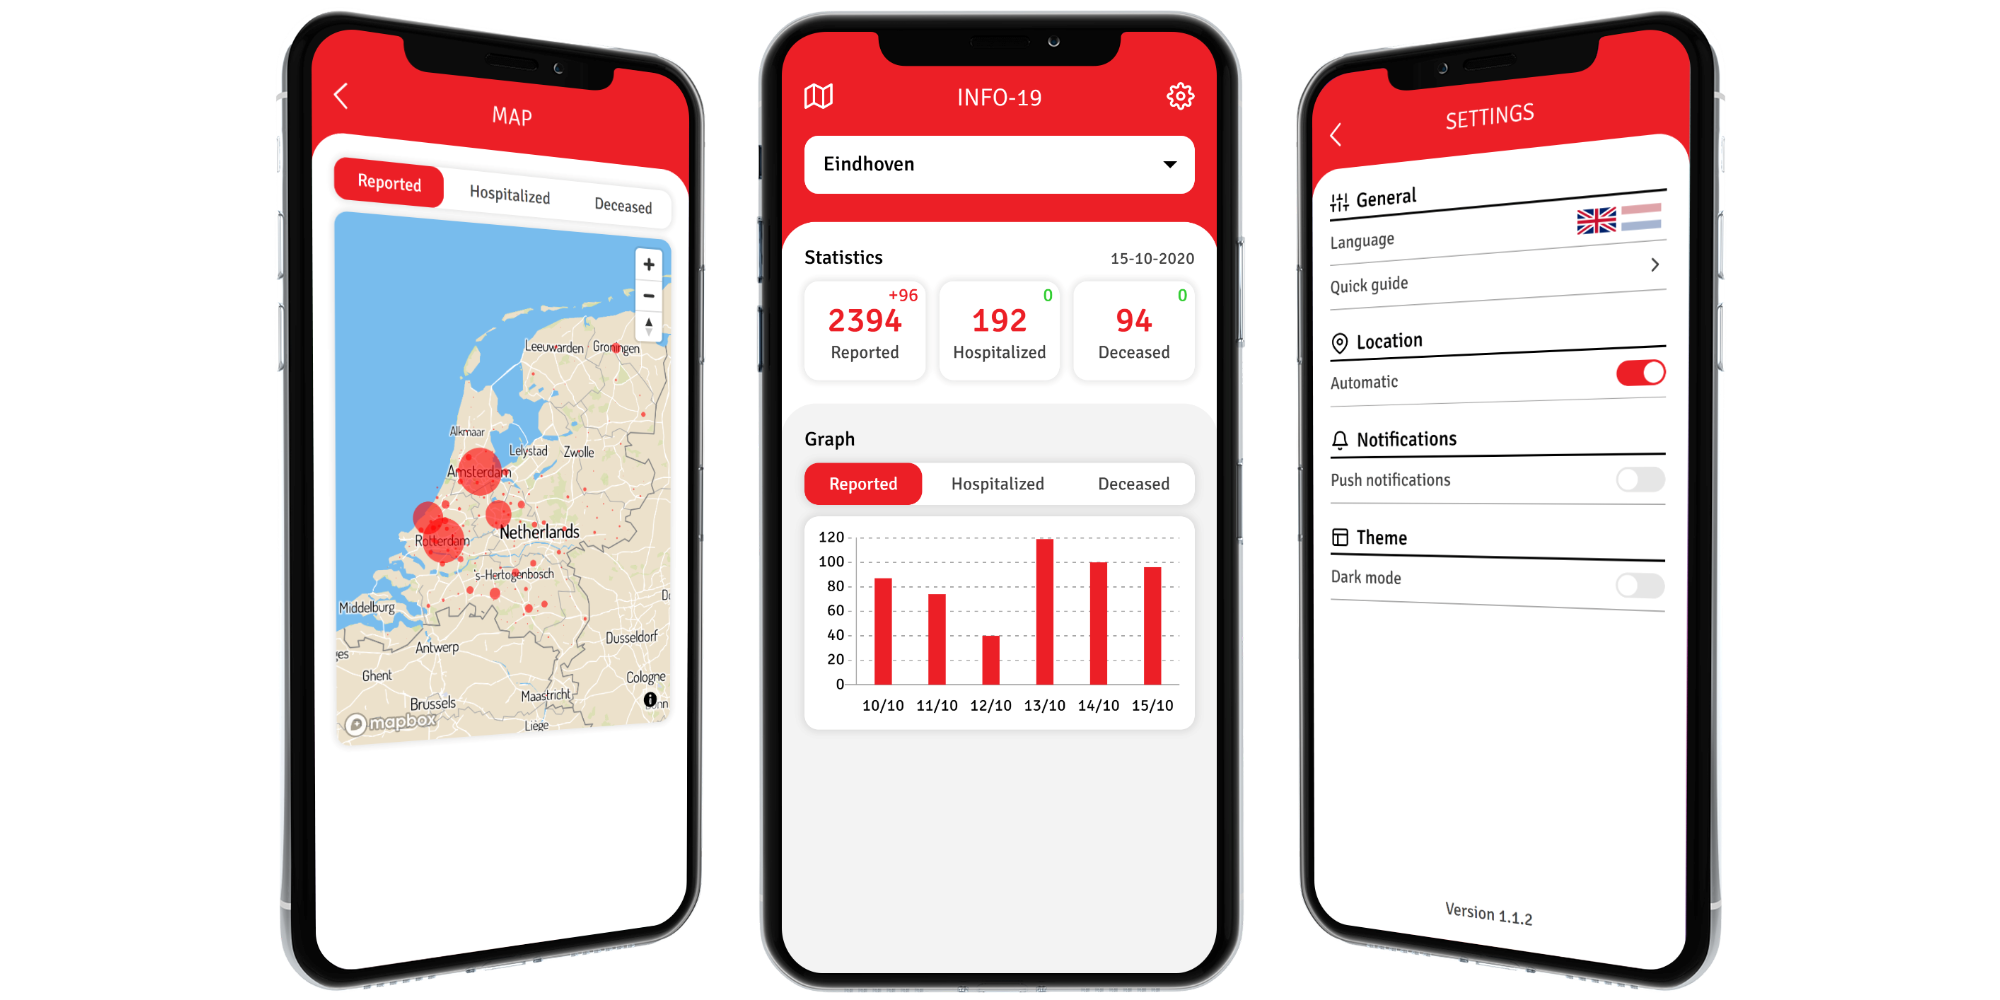 MAP
Reported Hospitalized Deceased
Leeuwarden Groningen
Alkmaar
Lelystad Zwolle
Amsterdam
Netherlands
Rotterdam
's-Hertogenbosch
Middelburg
Dusseldorf
Antwerp
Ghent
Cologne
Maastricht
Brussels
Liège
mapbox
INFO-19
Eindhoven
Statistics 15-10-2020
+96 0 0
2394 192 94
Reported Hospitalized Deceased
Graph
Reported Hospitalized Deceased
120
100
80
60
40
20
0
10/10 11/10 12/10 13/10 14/10 15/10
SETTINGS
General
Language
Quick guide
Location
Automatic
Notifications
Push notifications
Theme
Dark mode
Version 1.1.2